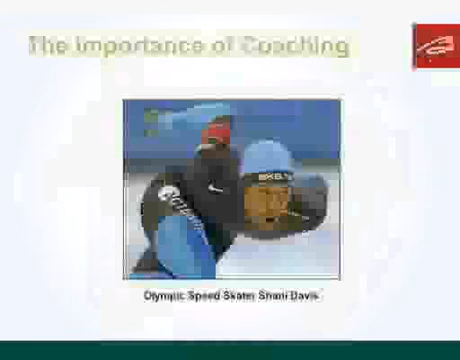 The Importance of Coaching
Olympic Speed Skater Shani Davis